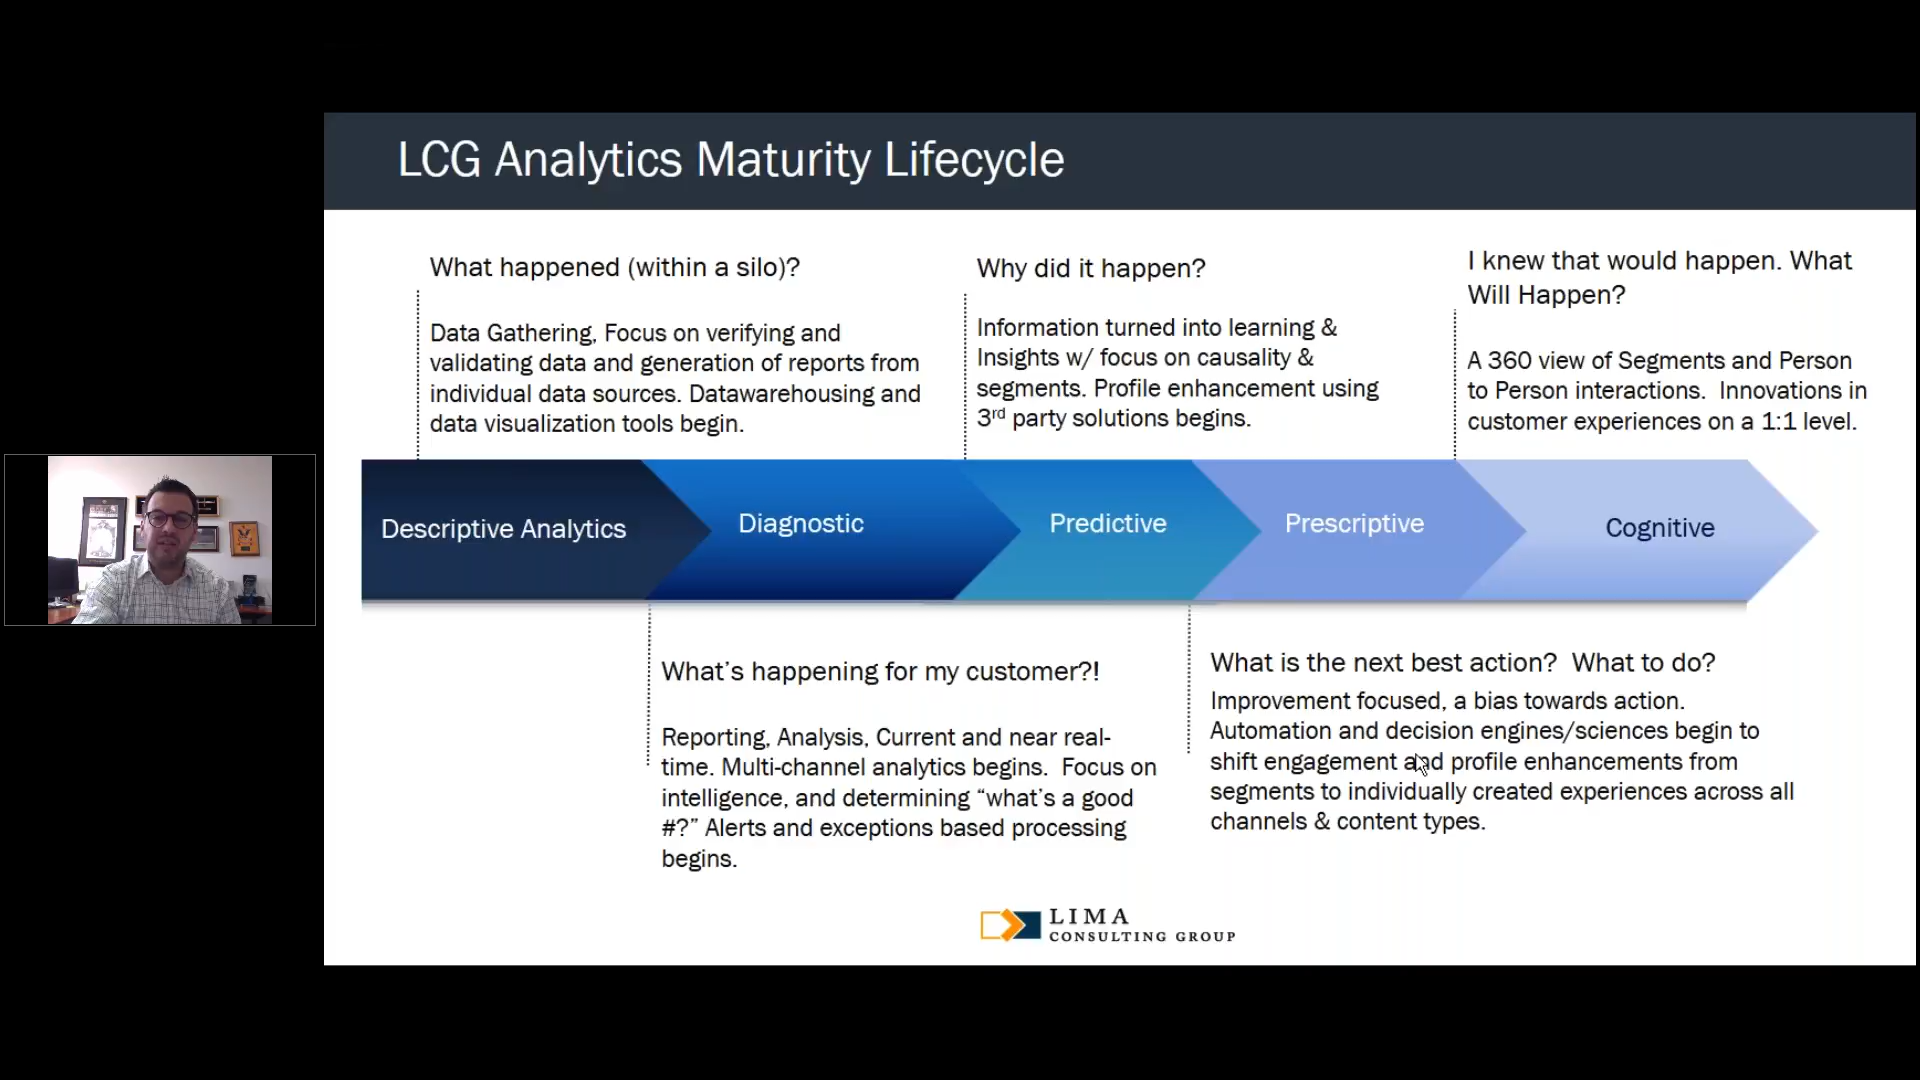 LCG Analytics Maturity Lifecycle
What happened (within a silo)?
Data Gathering, Focus on verifying and
validating data and generation of reports from
individual data sources. Datawarehousing and
data visualization tools begin.
Why did it happen?
Information turned into learning &
Insights w/ focus on causality &
segments. Profile enhancement using
3rd party solutions begins.
I knew that would happen. What
Will Happen?
A 360 view of Segments and Person
to Person interactions. Innovations in
customer experiences on a 1:1 level.
Descriptive Analytics
Diagnostic
Predictive
Prescriptive
Cognitive
What's happening for my customer?!
Reporting, Analysis, Current and near real-
time. Multi-channel analytics begins. Focus on
intelligence, and determining “what's a good
#?” Alerts and exceptions based processing
begins.
What is the next best action? What to do?
Improvement focused, a bias towards action.
Automation and decision engines/sciences begin to
shift engagement and profile enhancements from
segments to individually created experiences across all
channels & content types.
LIMA
CONSULTING GROUP